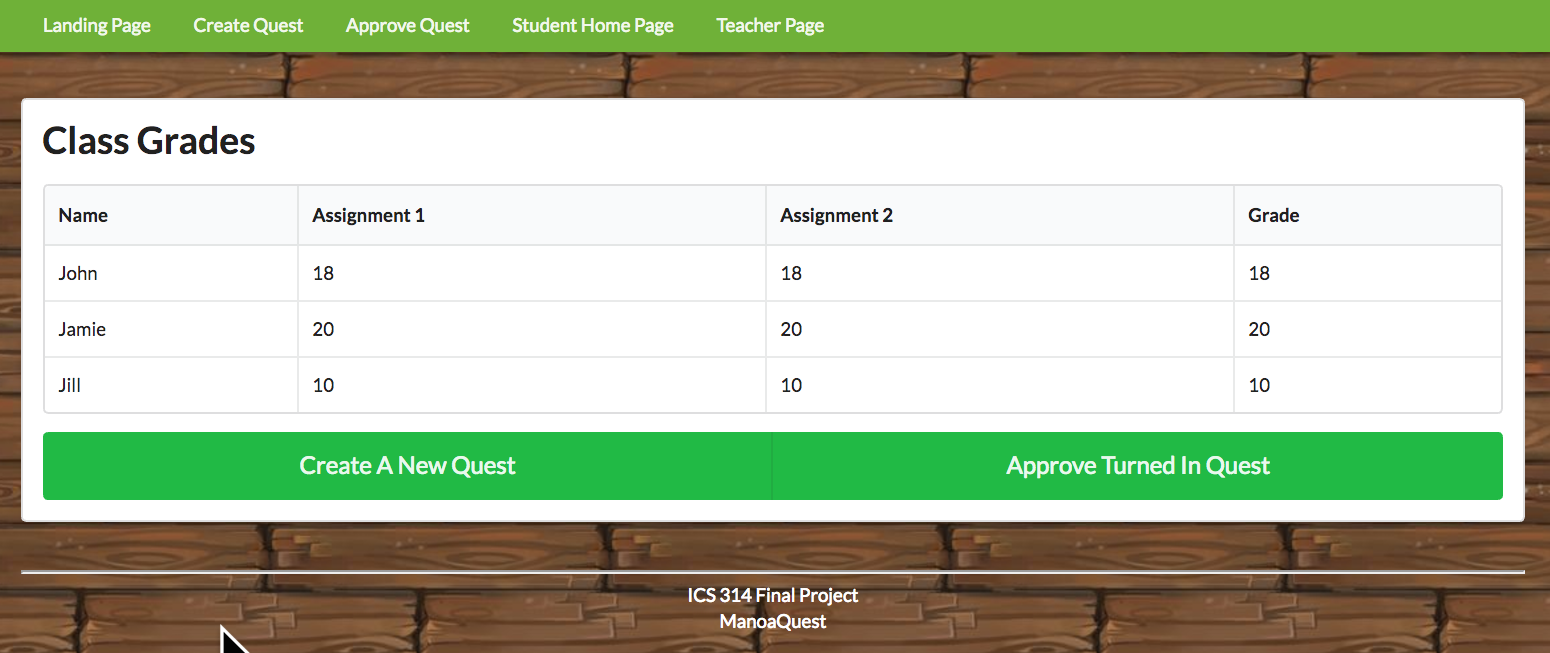 Landing Page Create Quest Approve Quest Student Home Page Teacher Page
Class Grades
Name Assignment 1 Assignment 2 Grade
John 18 18 18
Jamie 20 20 20
Jill 10 10 10
Create A New Quest Approve Turned In Quest
ICS 314 Final Project
ManoaQuest